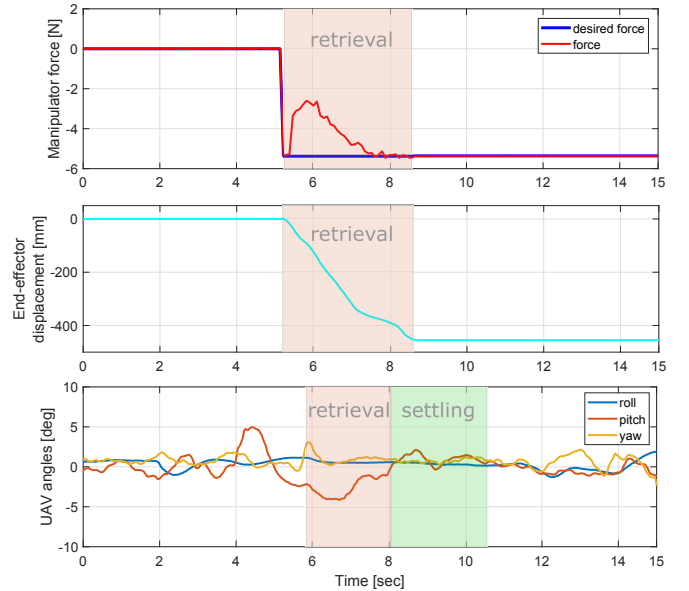 2
0
-2
-4
-6
Manipulator force [N]
retrieval
desired force
force
0 2 4 6 8 10 12 14 15
0
-200
-400
End-effector
displacement [mm]
retrieval
0 2 4 6 8 10 12 14 15
10
5
0
-5
-10
UAV angles [deg]
retrieval settling
roll
pitch
yaw
0 2 4 6 8 10 12 14 15
Time [sec]